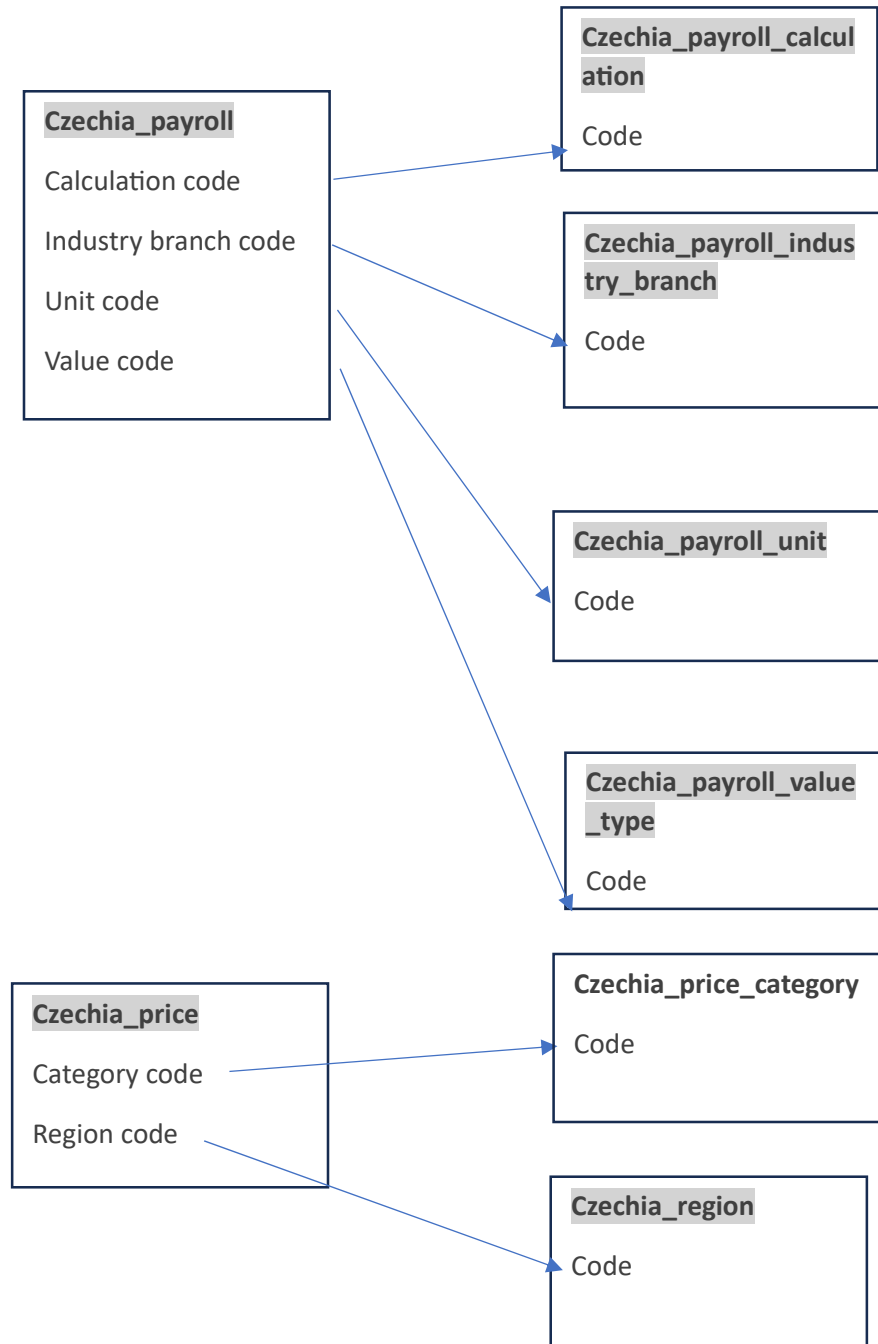 Czechia_payroll
Calculation code
Industry branch code
Unit code
Value code
Czechia_payroll_calcul
ation
Code
Czechia_payroll_indus
try_branch
Code
Czechia_payroll_unit
Code
Czechia_payroll_value
_type
Code
Czechia_price
Category code
Region code
Czechia_price_category
Code
Czechia_region
Code